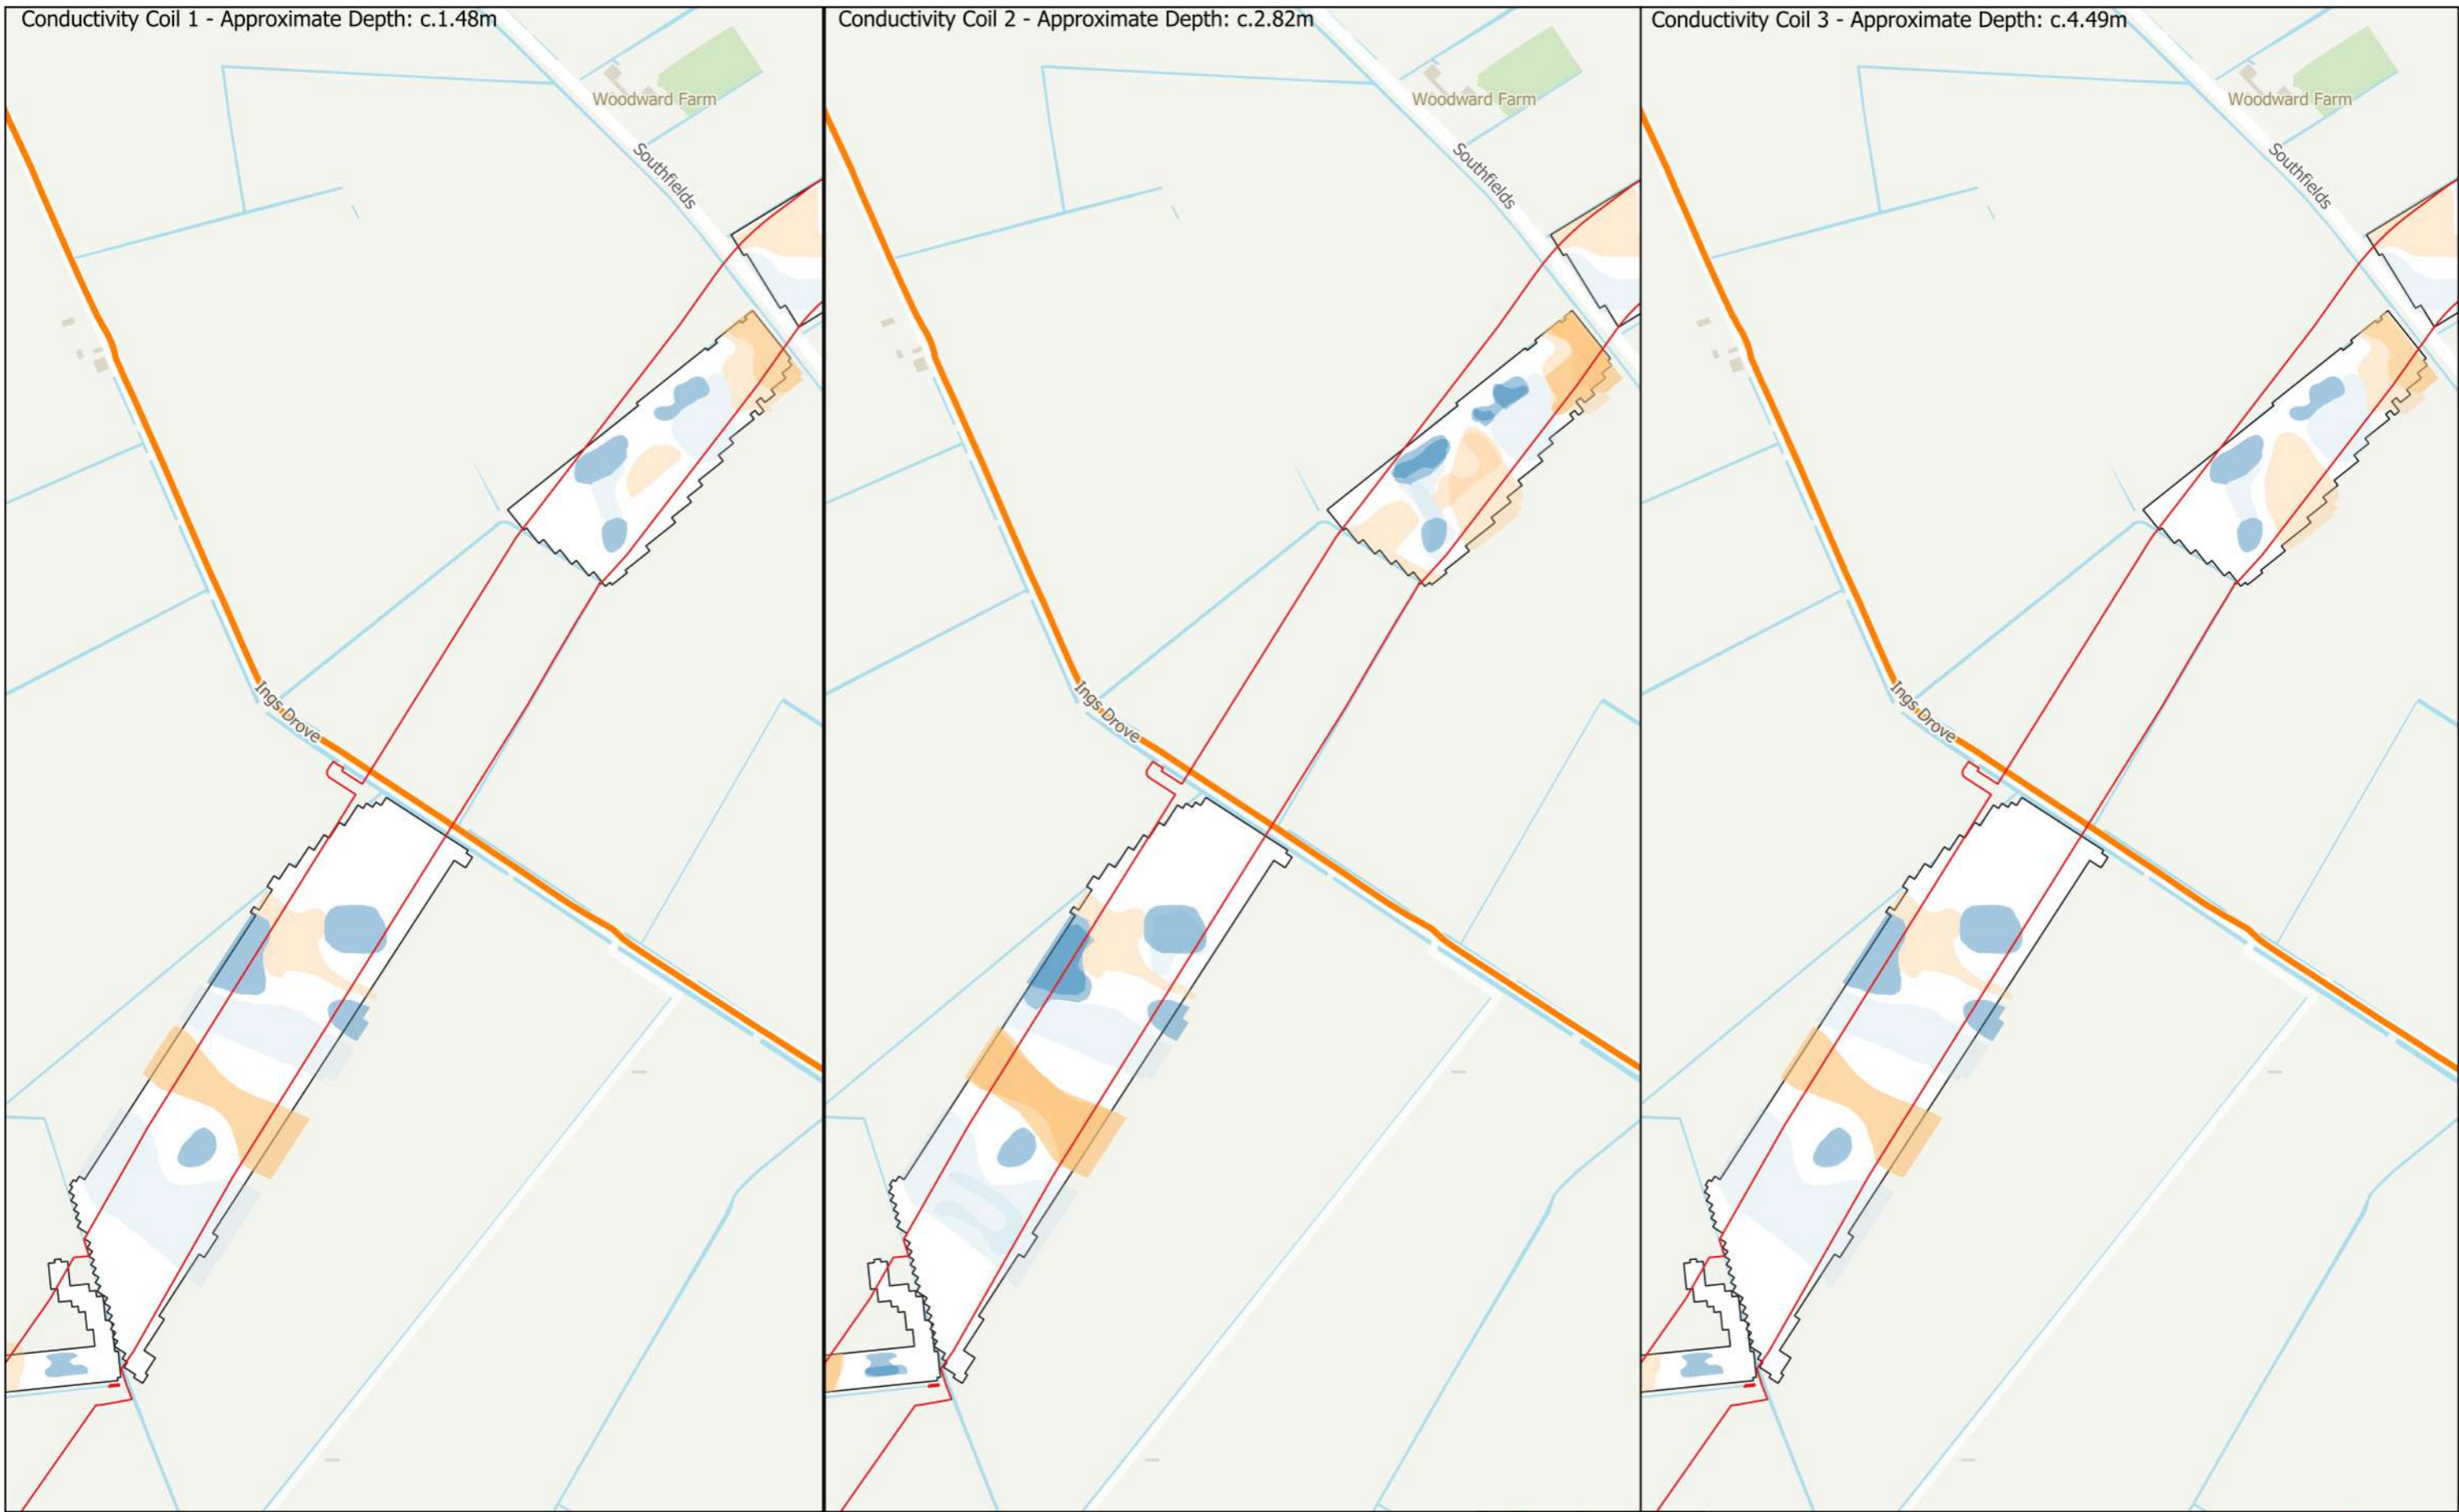 Conductivity Coil 1 - Approximate Depth: c.1.48m
Woodward Farm
Southfields
Ings Drove
Conductivity Coil 2 - Approximate Depth: c.2.82m
Woodward Farm
Southfields
Ings Drove
Conductivity Coil 3 - Approximate Depth: c.4.49m
Woodward Farm
Southfields
Ings Drove